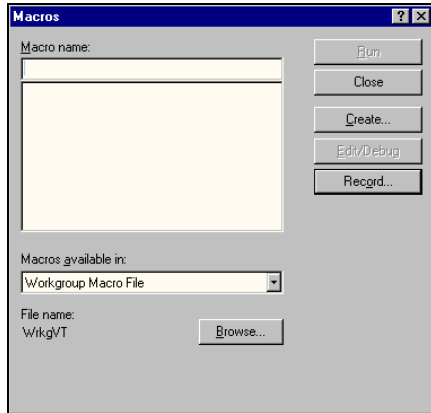 Macros
Macro name:
Run
Close
Create...
Edit/Debug
Record...
Macros available in:
Workgroup Macro File
File name:
WrkgVT
Browse...